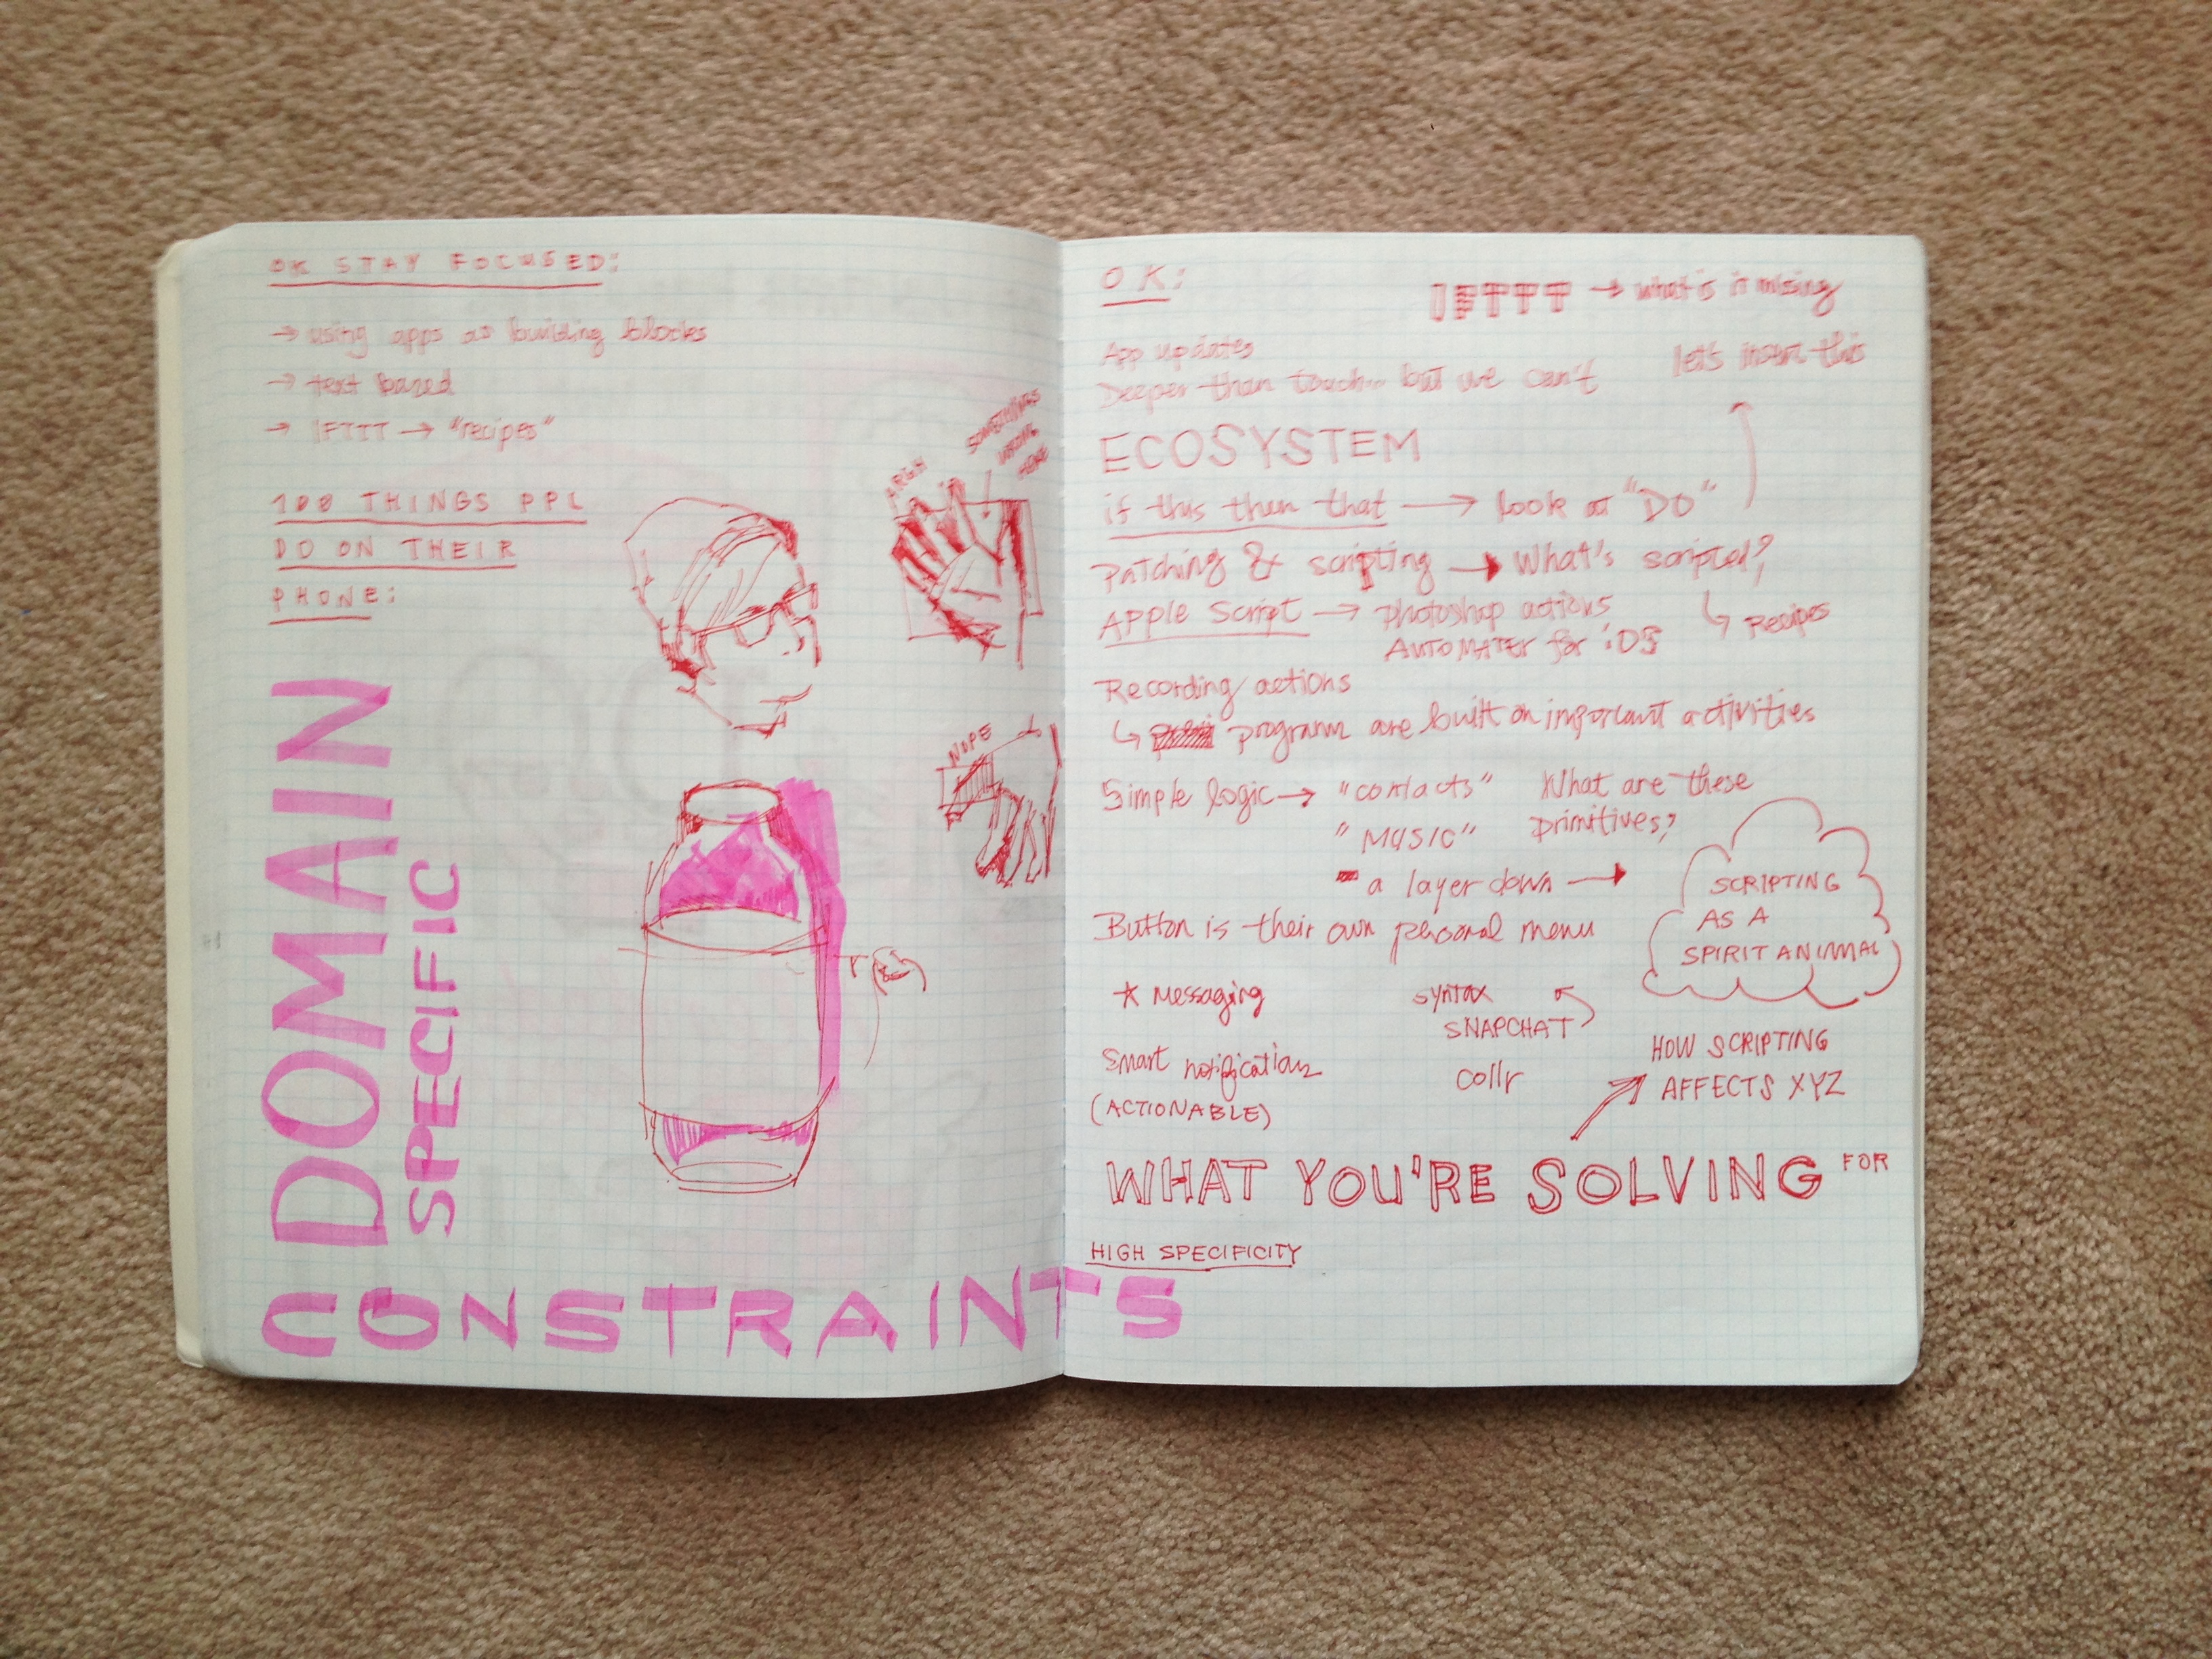 OK STAY FOCUSED:
→ using apps as building blocks
→ text based
→ IFTTT → "recipes"
100 THINGS PPL
DO ON THEIR
PHONE:
ARGH
SOMETHING'S
WRONG
HERE
NOPE
DOMAIN
SPECIFIC
CONSTRAINTS
OK:
IFTTT → what is it missing
App updates
let's insert this
Deeper than touch... but we can't
ECOSYSTEM
if this then that → look at "DO"
Patching & scripting → What's scripted?
↳ Recipes
APPLE Script → photoshop actions
AUTOMATER for iOS
Recording actions
↳ programs are built on important activities
Simple logic → "contacts"
"MUSIC"
a layer down →
What are these
primitives?
SCRIPTING
AS A
SPIRIT ANIMAL
Button is their own personal menu
★ Messaging
syntax
SNAPCHAT
Smart notifications
(ACTIONABLE)
collr
HOW SCRIPTING
AFFECTS XYZ
WHAT YOU'RE SOLVING FOR
HIGH SPECIFICITY